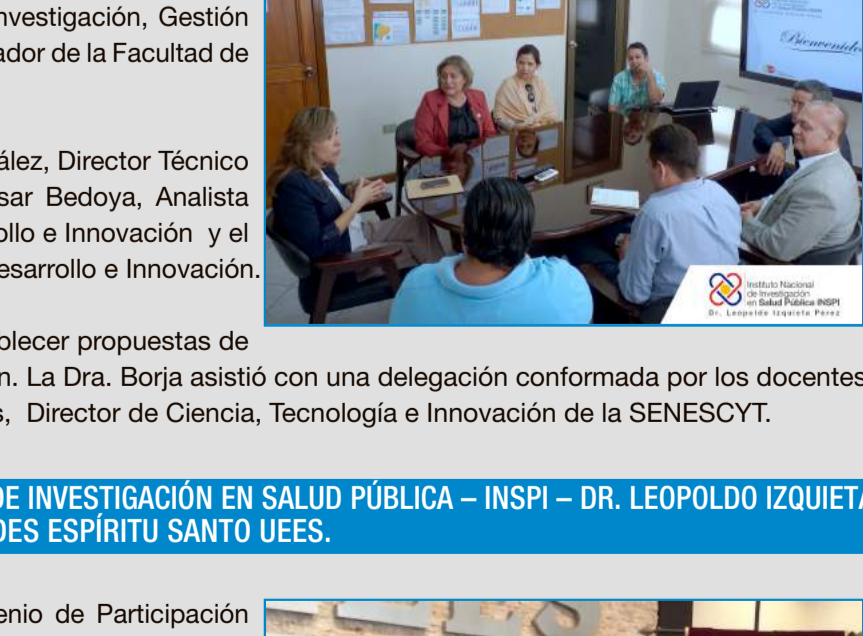 nvestigación, Gestión
ador de la Facultad de
ález, Director Técnico
sar Bedoya, Analista
ollo e Innovación y el
esarrollo e Innovación.
blecer propuestas de
n. La Dra. Borja asistió con una delegación conformada por los docentes
s, Director de Ciencia, Tecnología e Innovación de la SENESCYT.
Bienvenido
Instituto Nacional
de Investigación
en Salud Pública INSPI
Dr. Leopoldo Izquieta Pérez
DE INVESTIGACIÓN EN SALUD PÚBLICA – INSPI – DR. LEOPOLDO IZQUIETA
DES ESPÍRITU SANTO UEES.
enio de Participación